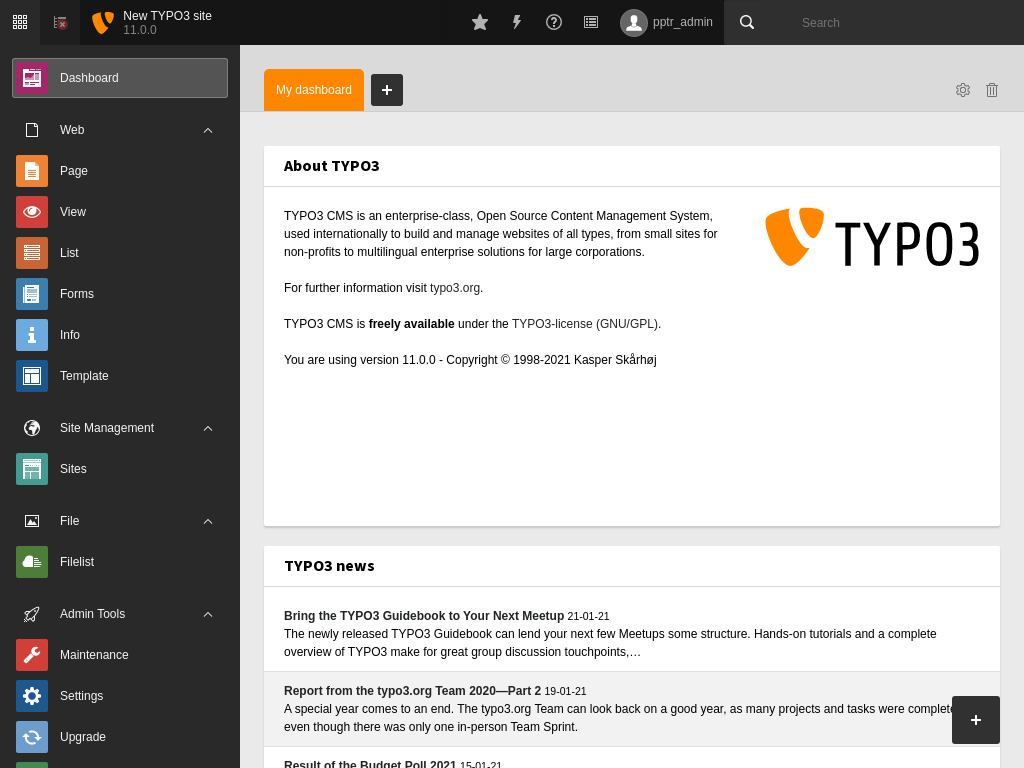 New TYPO3 site
11.0.0
pptr_admin
Search
Dashboard
Web
Page
View
List
Forms
Info
Template
Site Management
Sites
File
Filelist
Admin Tools
Maintenance
Settings
Upgrade
My dashboard
About TYPO3
TYPO3 CMS is an enterprise-class, Open Source Content Management System,
used internationally to build and manage websites of all types, from small sites for
non-profits to multilingual enterprise solutions for large corporations.
For further information visit typo3.org.
TYPO3 CMS is freely available under the TYPO3-license (GNU/GPL).
You are using version 11.0.0 - Copyright © 1998-2021 Kasper Skårhøj
TYPO3
TYPO3 news
Bring the TYPO3 Guidebook to Your Next Meetup 21-01-21
The newly released TYPO3 Guidebook can lend your next few Meetups some structure. Hands-on tutorials and a complete
overview of TYPO3 make for great group discussion touchpoints,…
Report from the typo3.org Team 2020—Part 2 19-01-21
A special year comes to an end. The typo3.org Team can look back on a good year, as many projects and tasks were complete
even though there was only one in-person Team Sprint.
Result of the Budget Poll 2021 15-01-21